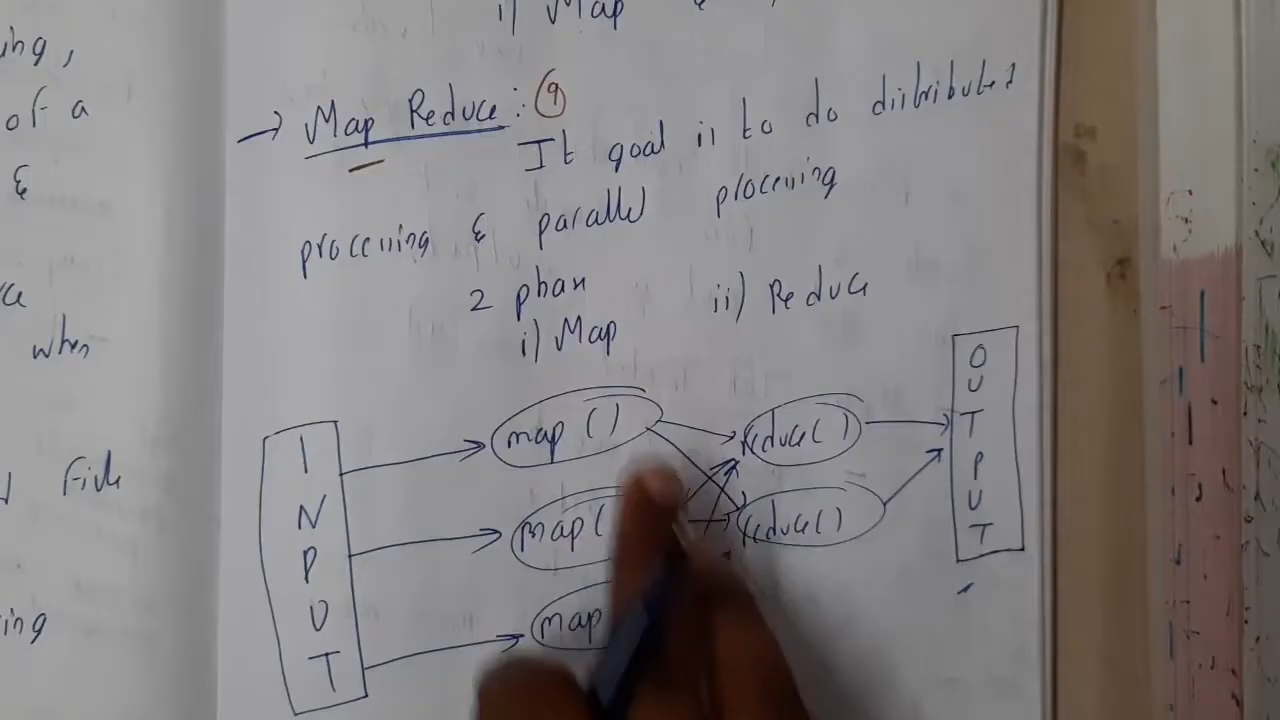 ing,
of a
&
when
File
ing
i) Map
→ Map Reduce : 9
It goal is to do distributed
processing & parallel processing
2 phase
i) Map ii) Reduce
INPUT
map ()
map (
map
reduce()
reduce()
OUTPUT